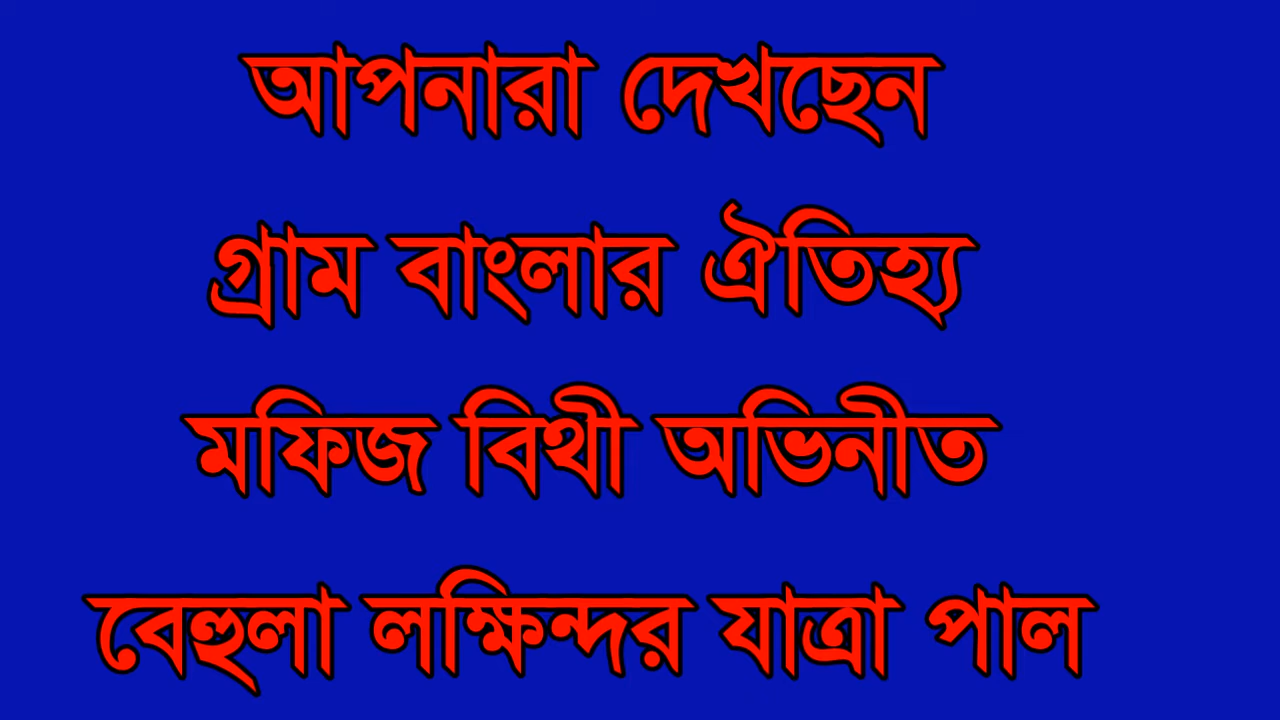 আপনারা দেখছেন
গ্রাম বাংলার ঐতিহ্য
মফিজ বিথী অভিনীত
বেহুলা লক্ষিন্দর যাত্রা পাল